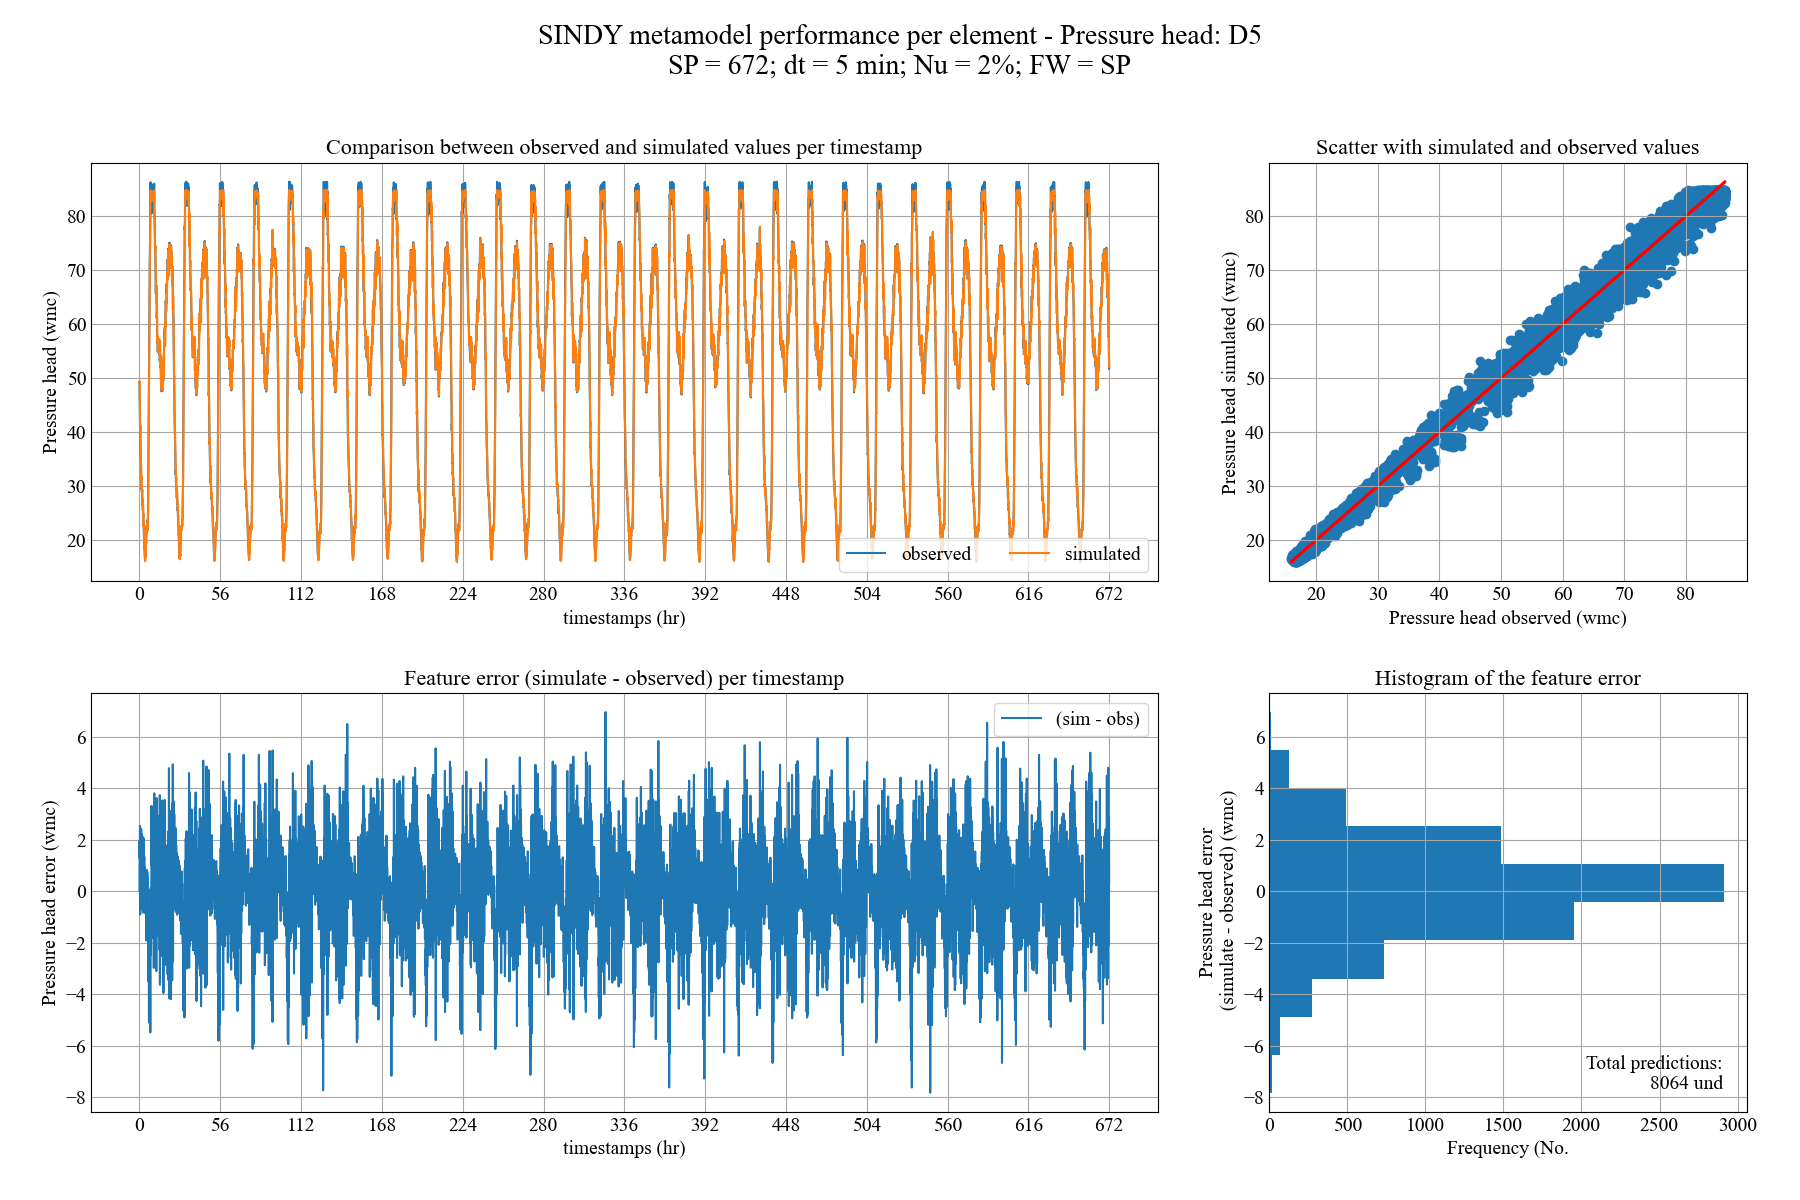 SINDY metamodel performance per element - Pressure head: D5
SP = 672; dt = 5 min; Nu = 2%; FW = SP
Comparison between observed and simulated values per timestamp
Pressure head (wmc)
80
70
60
50
40
30
20
observed simulated
0 56 112 168 224 280 336 392 448 504 560 616 672
timestamps (hr)
Scatter with simulated and observed values
Pressure head simulated (wmc)
80
70
60
50
40
30
20
20 30 40 50 60 70 80
Pressure head observed (wmc)
Feature error (simulate - observed) per timestamp
Pressure head error (wmc)
(sim - obs)
6
4
2
0
−2
−4
−6
−8
0 56 112 168 224 280 336 392 448 504 560 616 672
timestamps (hr)
Histogram of the feature error
Pressure head error
(simulate - observed) (wmc)
6
4
2
0
−2
−4
−6
−8
Total predictions:
8064 und
0 500 1000 1500 2000 2500 3000
Frequency (No.